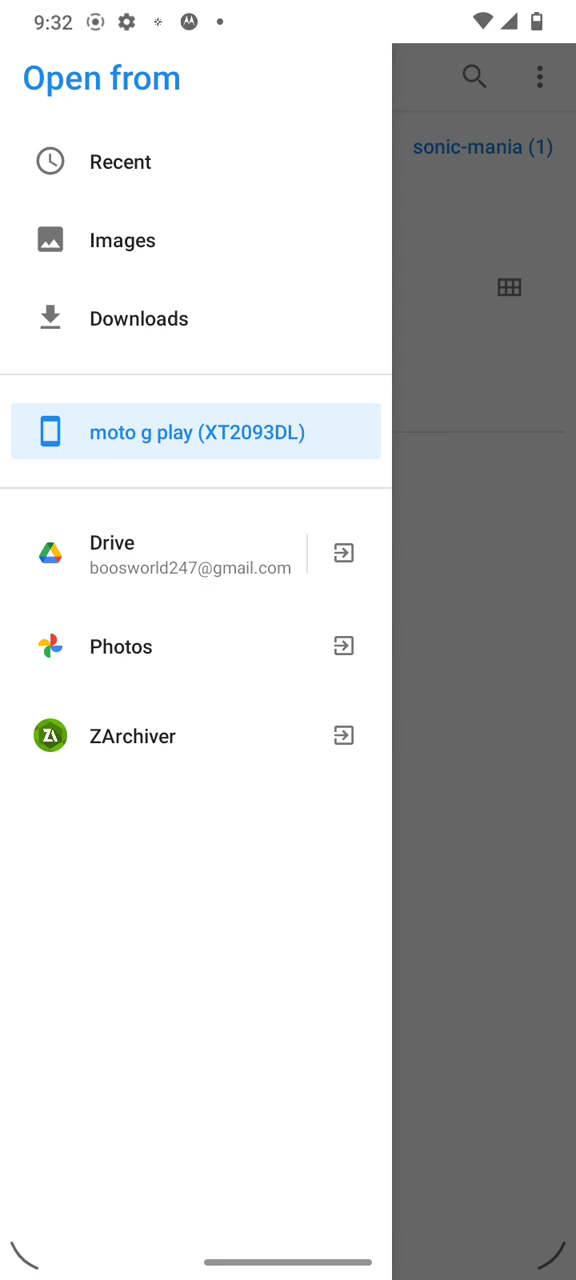 9:32
Open from
sonic-mania (1)
Recent
Images
Downloads
moto g play (XT2093DL)
Drive
boosworld247@gmail.com
Photos
ZA
ZArchiver